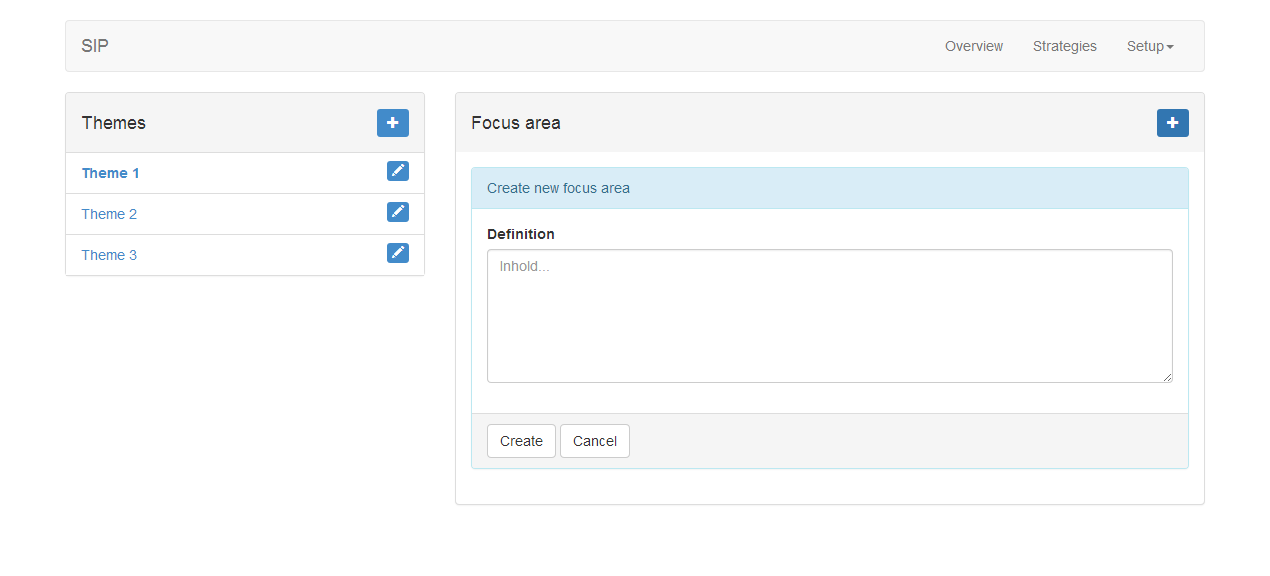 SIP
Overview
Strategies
Setup
Themes
Theme 1
Theme 2
Theme 3
Focus area
Create new focus area
Definition
Inhold...
Create
Cancel